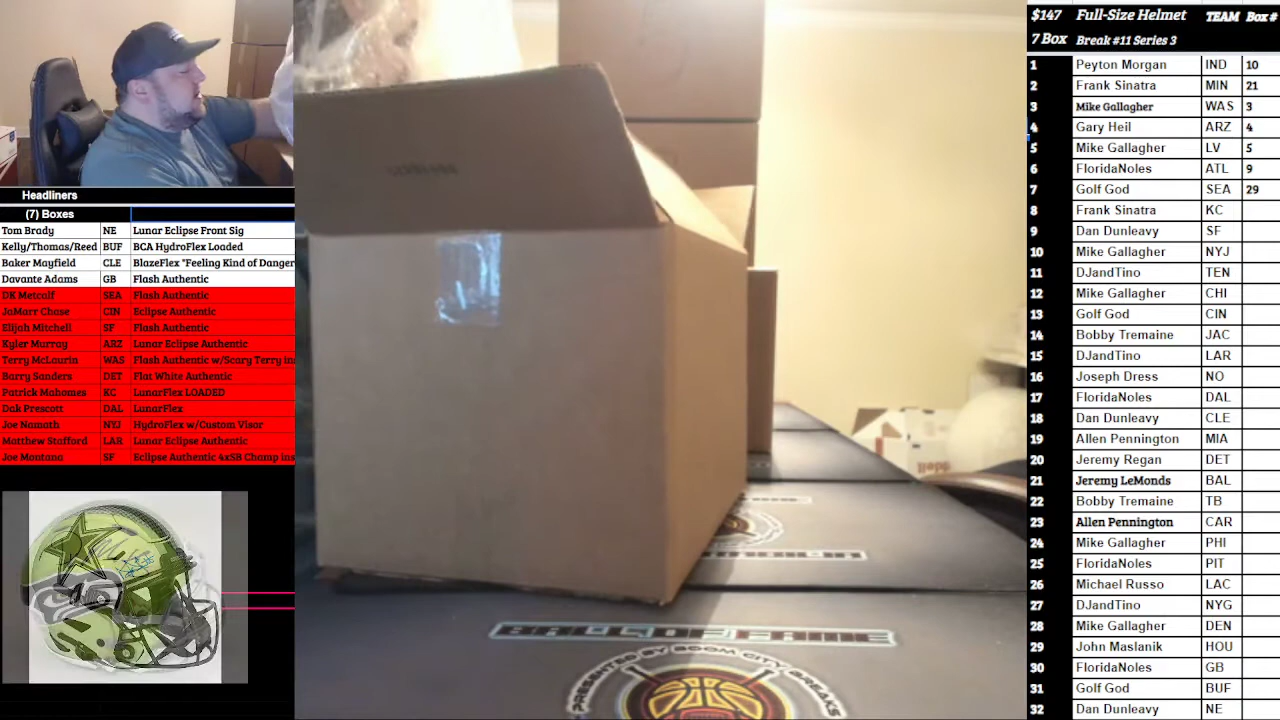 Headliners
(7) Boxes
Tom Brady NE Lunar Eclipse Front Sig
Kelly/Thomas/Reed BUF BCA HydroFlex Loaded
Baker Mayfield CLE BlazeFlex "Feeling Kind of Danger
Davante Adams GB Flash Authentic
DK Metcalf SEA Flash Authentic
JaMarr Chase CIN Eclipse Authentic
Elijah Mitchell SF Flash Authentic
Kyler Murray ARZ Lunar Eclipse Authentic
Terry McLaurin WAS Flash Authentic w/Scary Terry in
Barry Sanders DET Flat White Authentic
Patrick Mahomes KC LunarFlex LOADED
Dak Prescott DAL LunarFlex
Joe Namath NYJ HydroFlex w/Custom Visor
Matthew Stafford LAR Lunar Eclipse Authentic
Joe Montana SF Eclipse Authentic 4xSB Champ ins
PRESENTED BY BOOM CITY BREAKS
$147 Full-Size Helmet TEAM Box #
7 Box Break #11 Series 3
1 Peyton Morgan IND 10
2 Frank Sinatra MIN 21
3 Mike Gallagher WAS 3
4 Gary Heil ARZ 4
5 Mike Gallagher LV 5
6 FloridaNoles ATL 9
7 Golf God SEA 29
8 Frank Sinatra KC
9 Dan Dunleavy SF
10 Mike Gallagher NYJ
11 DJandTino TEN
12 Mike Gallagher CHI
13 Golf God CIN
14 Bobby Tremaine JAC
15 DJandTino LAR
16 Joseph Dress NO
17 FloridaNoles DAL
18 Dan Dunleavy CLE
19 Allen Pennington MIA
20 Jeremy Regan DET
21 Jeremy LeMonds BAL
22 Bobby Tremaine TB
23 Allen Pennington CAR
24 Mike Gallagher PHI
25 FloridaNoles PIT
26 Michael Russo LAC
27 DJandTino NYG
28 Mike Gallagher DEN
29 John Maslanik HOU
30 FloridaNoles GB
31 Golf God BUF
32 Dan Dunleavy NE